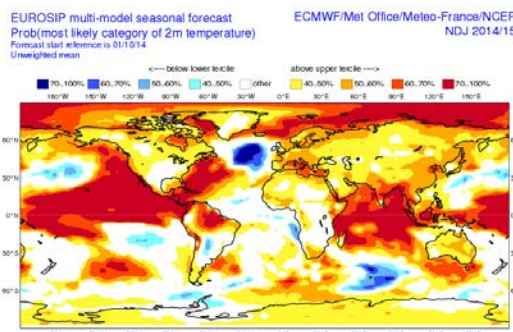 EUROSIP multi-model seasonal forecast
ECMWF/Met Office/Meteo-France/NCEP
Prob(most likely category of 2m temperature)
NDJ 2014/15
Forecast start reference is 01/10/14
Unweighted mean
<---- below lower tercile
above upper tercile ---->
70..100%
60..70%
50..60%
40..50%
other
40..50%
50..60%
60..70%
70..100%
160°W
120°W
90°W
60°W
30°W
0°E
30°E
60°E
90°E
120°E
150°E
60°N
30°N
0°N
30°S
60°S